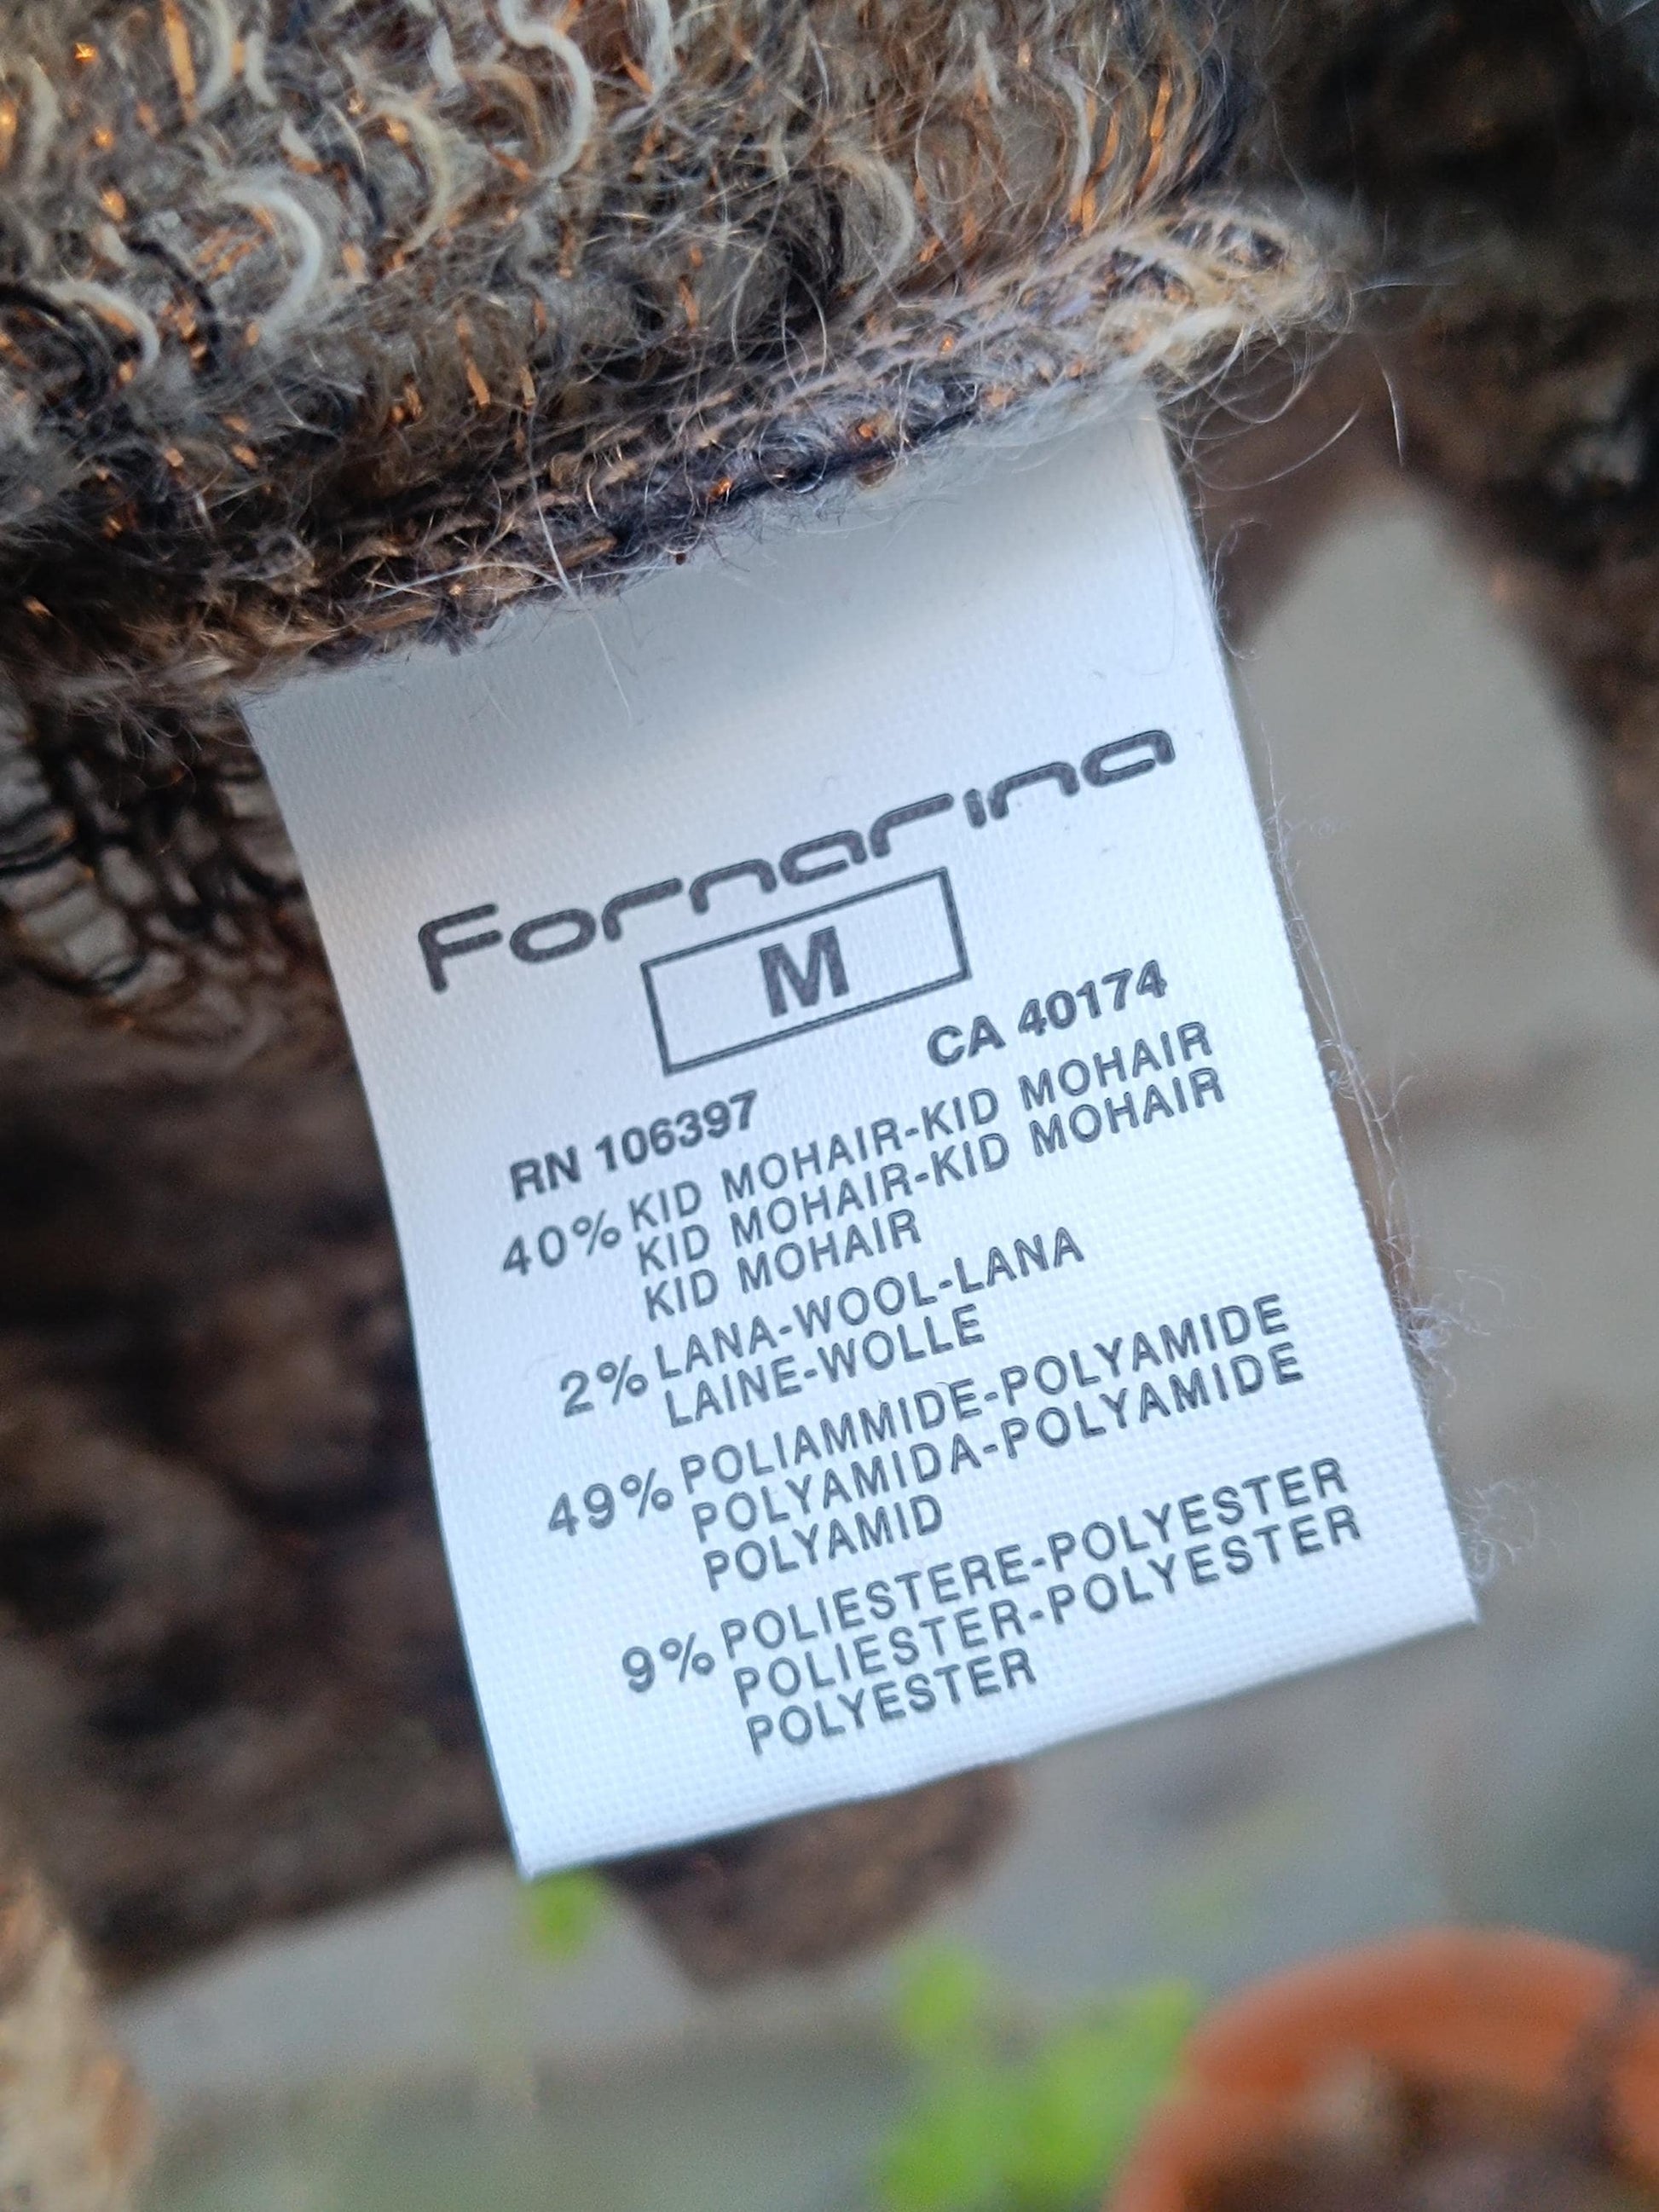 Fornarina
M
CA 40174
RN 106397
40% KID MOHAIR-KID MOHAIR
KID MOHAIR-KID MOHAIR
KID MOHAIR
2% LANA-WOOL-LANA
LAINE-WOLLE
49% POLIAMMIDE-POLYAMIDE
POLYAMIDA-POLYAMIDE
POLYAMID
9% POLIESTERE-POLYESTER
POLIESTER-POLYESTER
POLYESTER